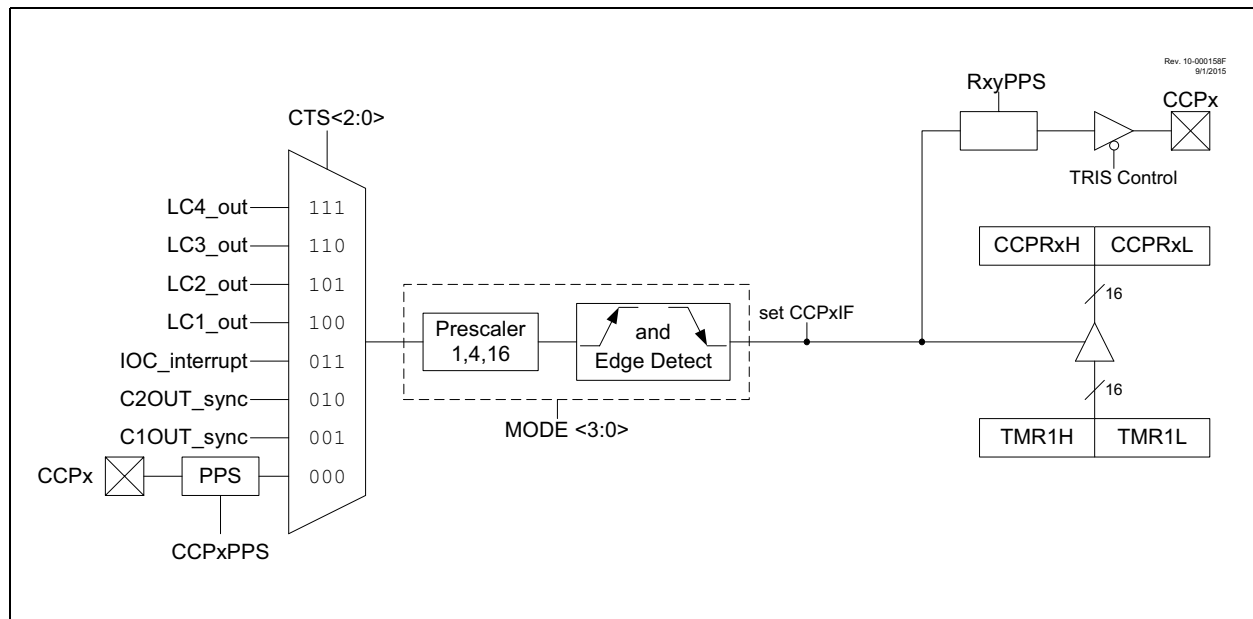 Rev. 10-000158F
9/1/2015
RxyPPS
CCPx
CTS<2:0>
TRIS Control
LC4_out 111
LC3_out 110
CCPRxH CCPRxL
LC2_out 101
16
LC1_out 100
Prescaler
1,4,16
and
Edge Detect
set CCPxIF
IOC_interrupt 011
C2OUT_sync 010
16
MODE <3:0>
C1OUT_sync 001
TMR1H TMR1L
CCPx PPS 000
CCPxPPS